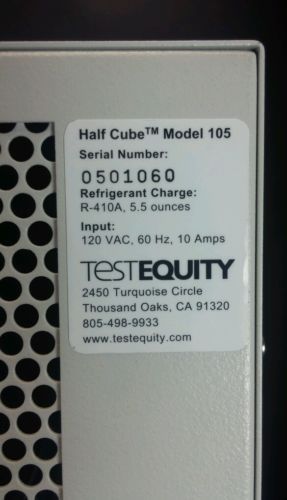 Half Cube™ Model 105
Serial Number:
0501060
Refrigerant Charge:
R-410A, 5.5 ounces
Input:
120 VAC, 60 Hz, 10 Amps
TESTEQUITY
2450 Turquoise Circle
Thousand Oaks, CA 91320
805-498-9933
www.testequity.com